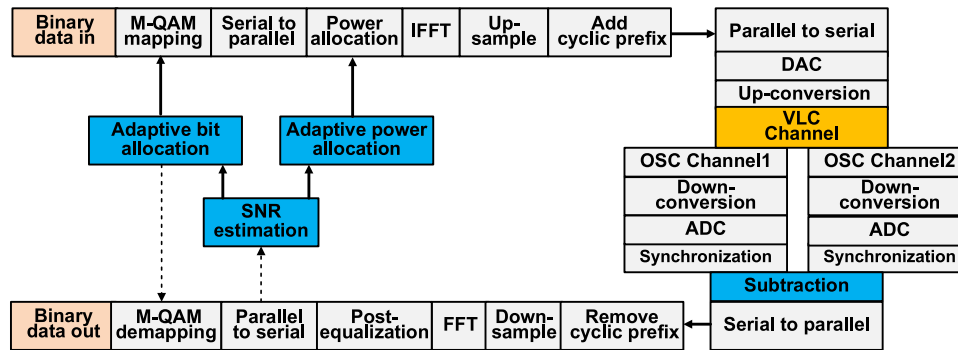 Binary
data in
M-QAM
mapping
Serial to
parallel
Power
allocation
IFFT
Up-
sample
Add
cyclic prefix
Parallel to serial
DAC
Up-conversion
VLC
Channel
Adaptive bit
allocation
Adaptive power
allocation
SNR
estimation
OSC Channel1
Down-
conversion
ADC
Synchronization
OSC Channel2
Down-
conversion
ADC
Synchronization
Subtraction
Serial to parallel
Binary
data out
M-QAM
demapping
Parallel
to serial
Post-
equalization
FFT
Down-
sample
Remove
cyclic prefix